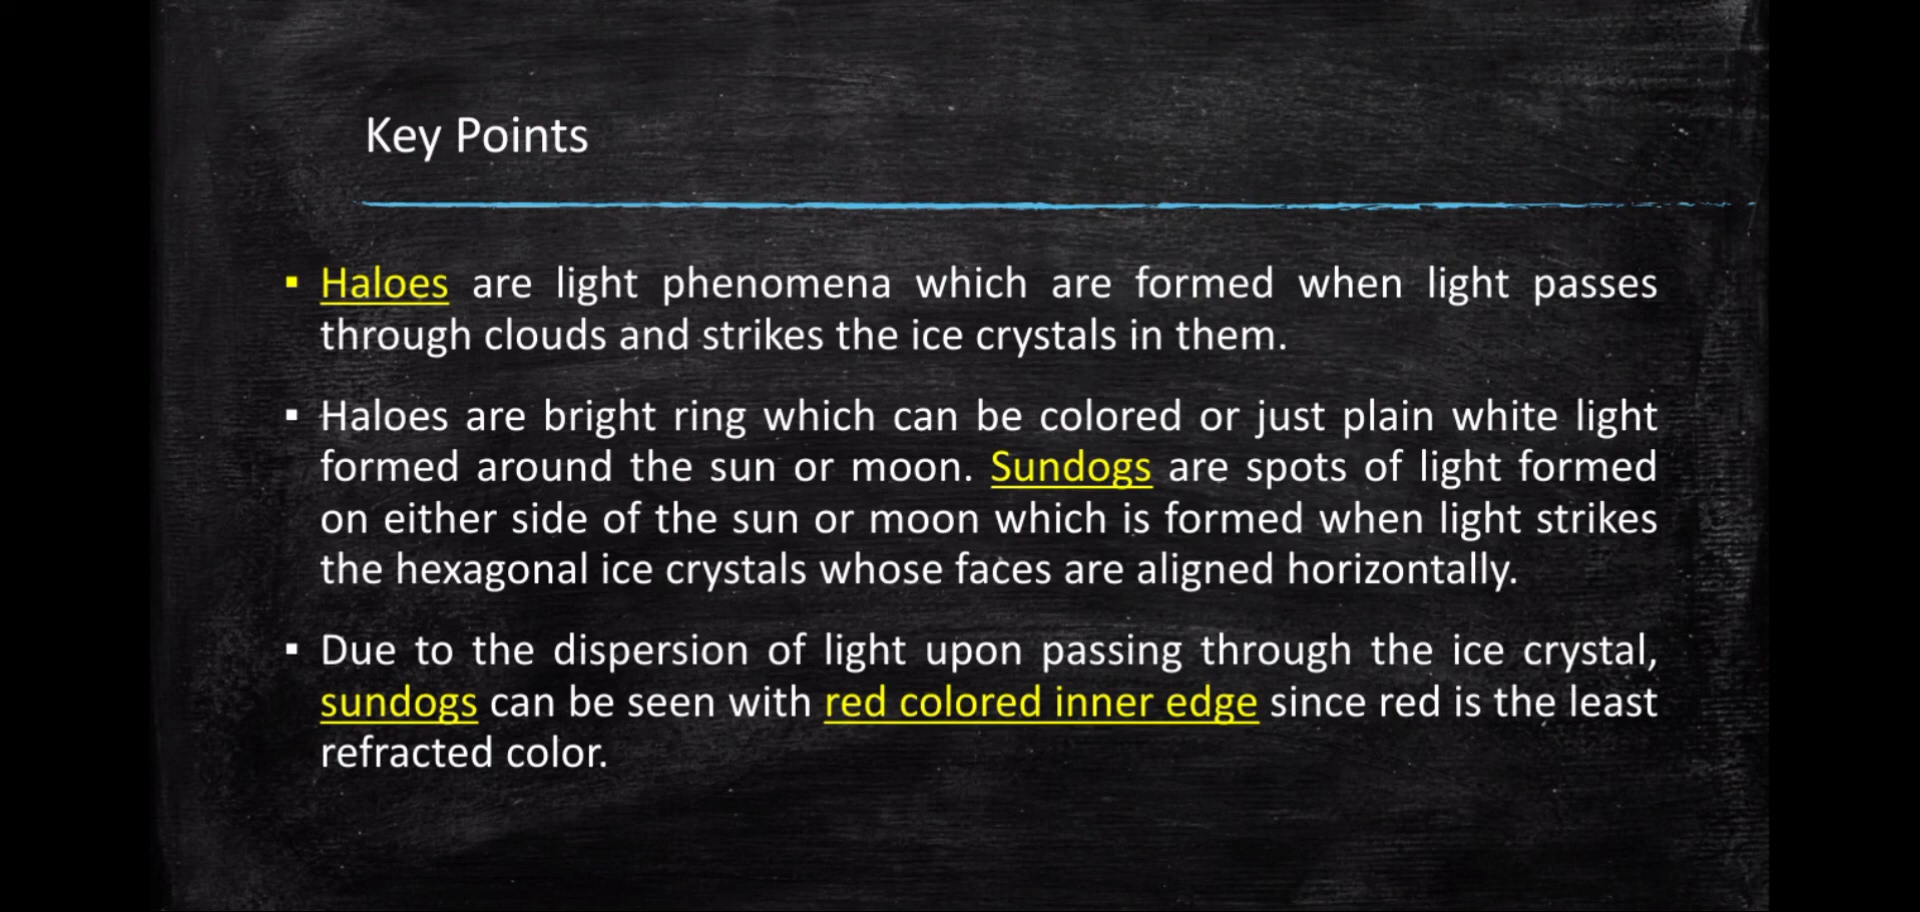 Key Points
▪ Haloes are light phenomena which are formed when light passes
through clouds and strikes the ice crystals in them.
▪ Haloes are bright ring which can be colored or just plain white light
formed around the sun or moon. Sundogs are spots of light formed
on either side of the sun or moon which is formed when light strikes
the hexagonal ice crystals whose faces are aligned horizontally.
▪ Due to the dispersion of light upon passing through the ice crystal,
sundogs can be seen with red colored inner edge since red is the least
refracted color.